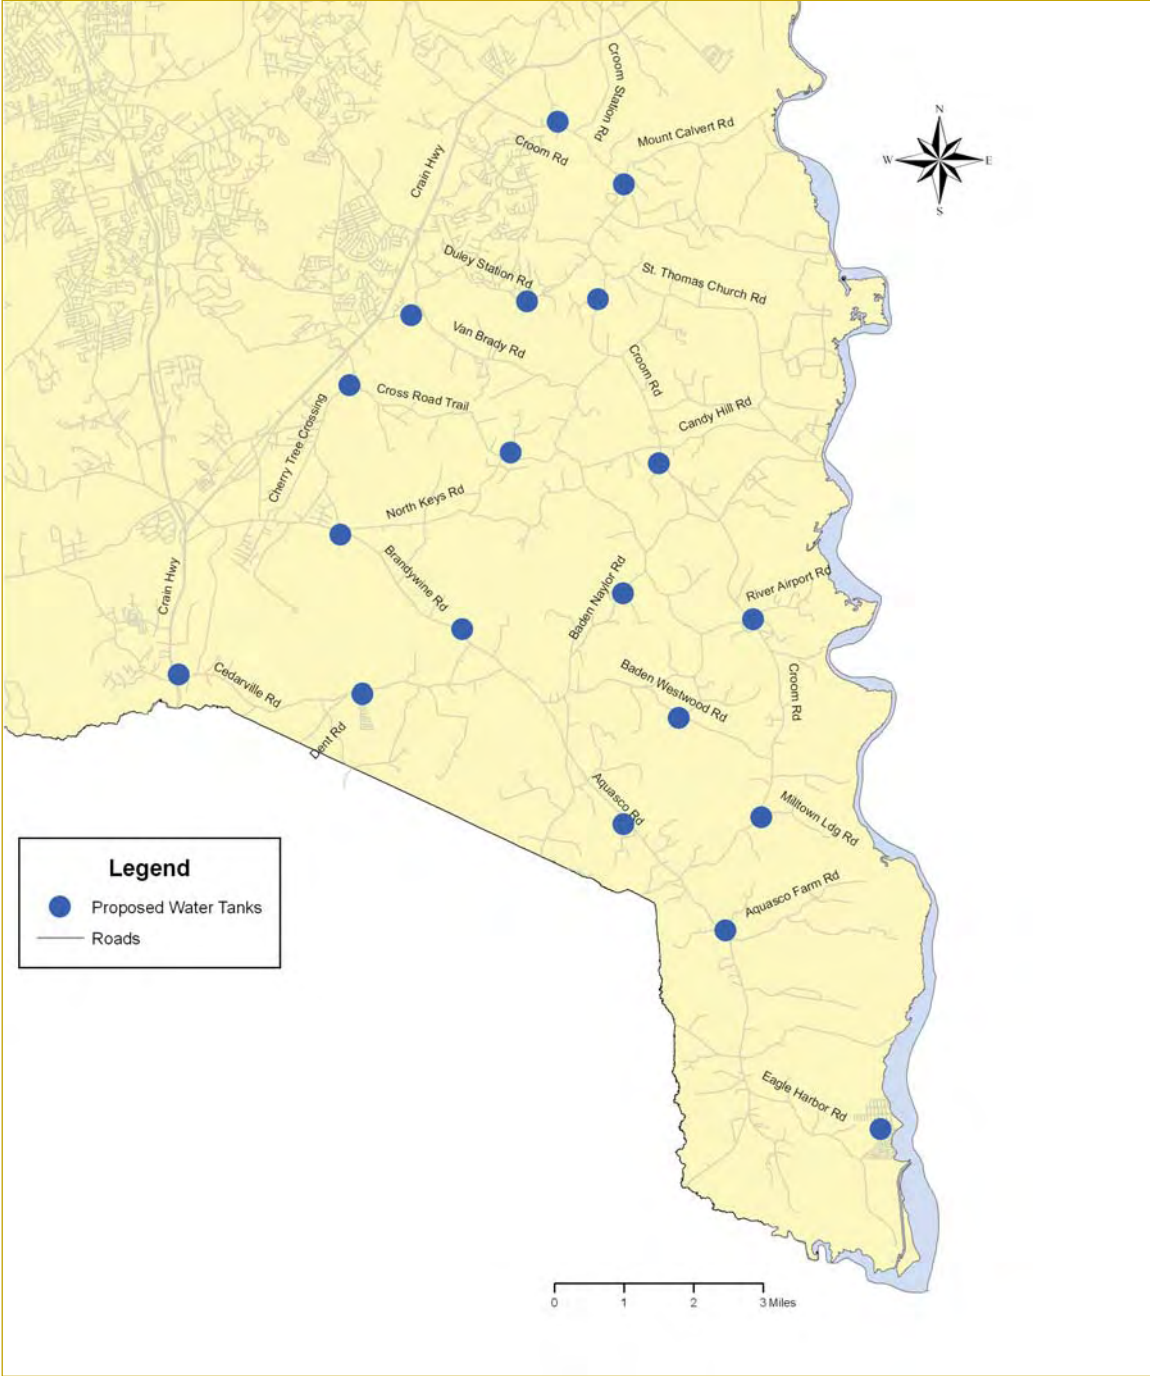 Croom Station Rd
Mount Calvert Rd
Croom Rd
Crain Hwy
N
W
E
S
Duley Station Rd
St. Thomas Church Rd
Van Brady Rd
Croom Rd
Cross Road Trail
Candy Hill Rd
Cherry Tree Crossing
North Keys Rd
Brandywine Rd
Crain Hwy
Baden Naylor Rd
River Airport Rd
Cedarville Rd
Baden Westwood Rd
Croom Rd
Dent Rd
Aquasco Rd
Milltown Ldg Rd
Aquasco Farm Rd
Legend
Proposed Water Tanks
Roads
Eagle Harbor Rd
0 1 2 3 Miles